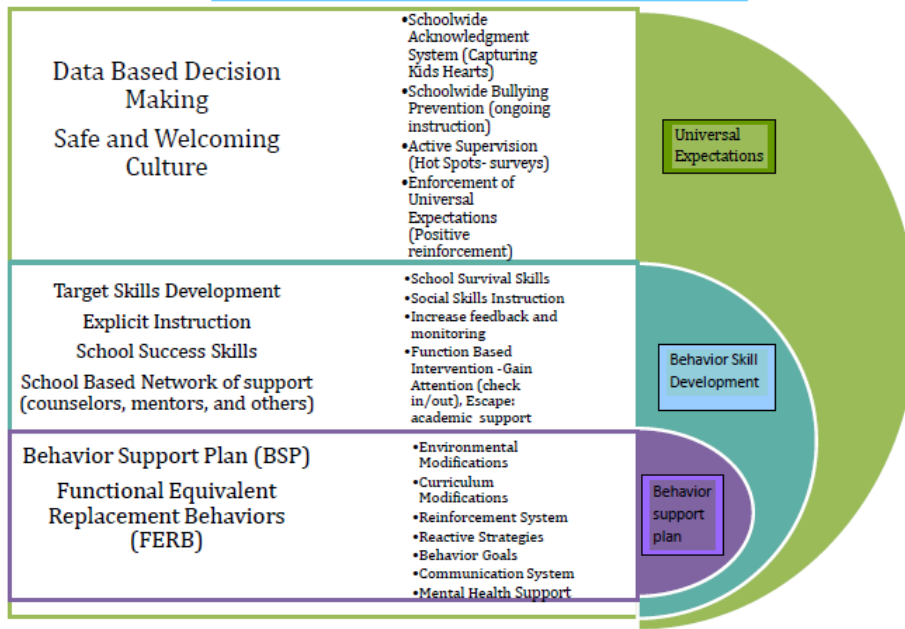 Data Based Decision
Making
Safe and Welcoming
Culture
•Schoolwide
Acknowledgment
System (Capturing
Kids Hearts)
•Schoolwide Bullying
Prevention (ongoing
instruction)
•Active Supervision
(Hot Spots- surveys)
•Enforcement of
Universal
Expectations
(Positive
reinforcement)
Universal
Expectations
Target Skills Development
Explicit Instruction
School Success Skills
School Based Network of support
(counselors, mentors, and others)
•School Survival Skills
•Social Skills Instruction
•Increase feedback and
monitoring
•Function Based
Intervention -Gain
Attention (check
in/out), Escape:
academic support
Behavior Skill
Development
Behavior Support Plan (BSP)
Functional Equivalent
Replacement Behaviors
(FERB)
•Environmental
Modifications
•Curriculum
Modifications
•Reinforcement System
•Reactive Strategies
•Behavior Goals
•Communication System
•Mental Health Support
Behavior
support
plan